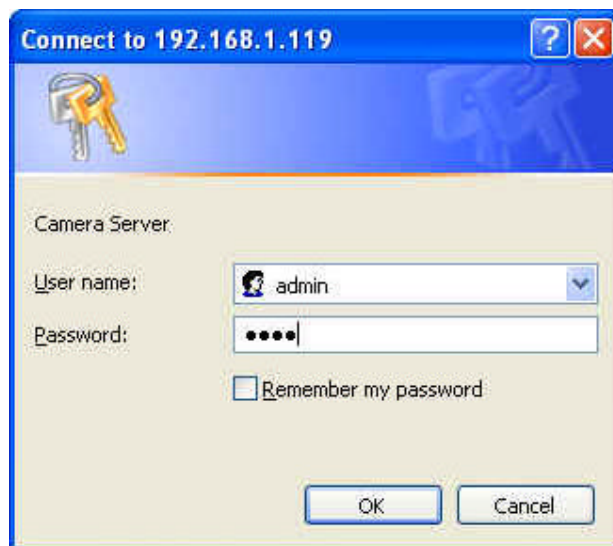 Connect to 192.168.1.119
?
Camera Server
User name:
admin
Password:
••••
Remember my password
OK
Cancel